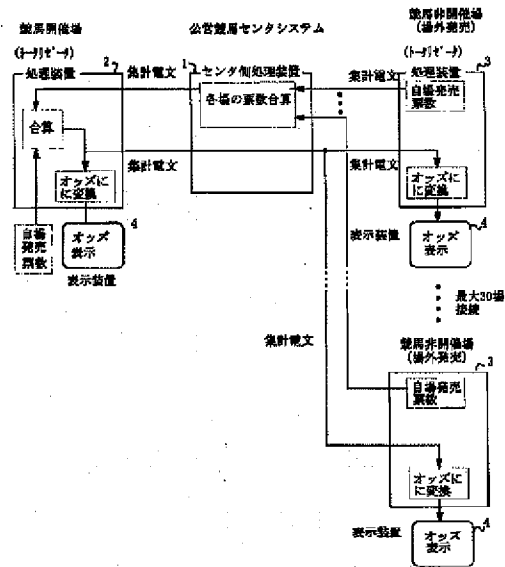 競馬開催場
(トータリゼータ)
公営競馬センタシステム
競馬非開催場
(場外発売)
(トータリゼータ)
処理装置
2
集計電文
1
センタ側処理装置
集計電文
処理装置
3
合算
各場の票数合算
自場発売
票数
集計電文
集計電文
オッズに
に変換
オッズに
に変換
自場発売
票数
オッズ
表示
4
表示装置
表示装置
オッズ
表示
4
最大30場
接続
競馬非開催場
(場外発売)
集計電文
3
自場発売
票数
オッズに
に変換
表示装置
オッズ
表示
4